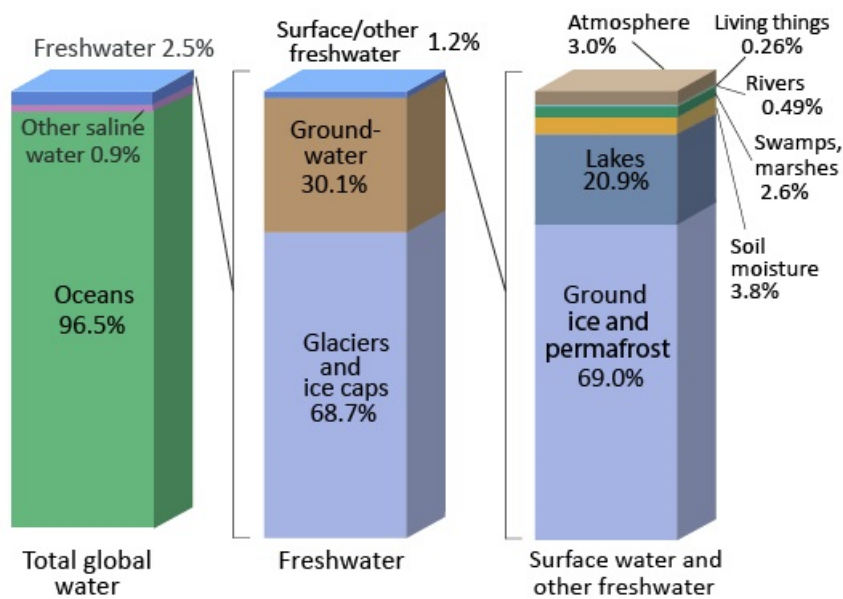 Freshwater 2.5%
Other saline
water 0.9%
Oceans
96.5%
Total global
water
Surface/other
freshwater
1.2%
Ground-
water
30.1%
Glaciers
and
ice caps
68.7%
Freshwater
Atmosphere
3.0%
Living things
0.26%
Rivers
0.49%
Swamps,
marshes
2.6%
Soil
moisture
3.8%
Lakes
20.9%
Ground
ice and
permafrost
69.0%
Surface water and
other freshwater